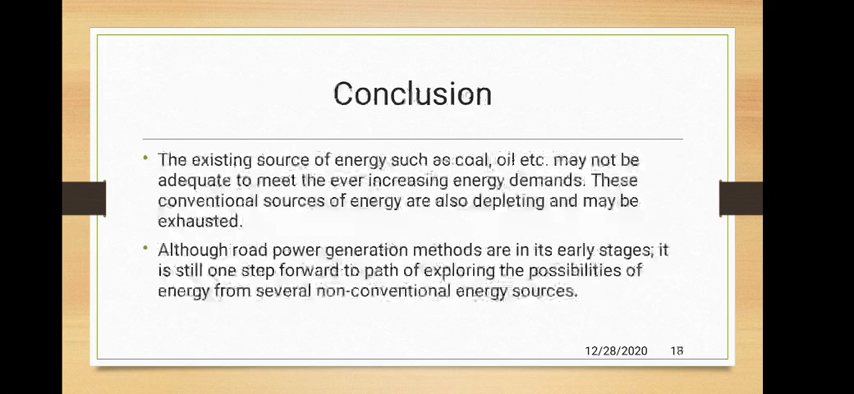 Conclusion
• The existing source of energy such as coal, oil etc. may not be
adequate to meet the ever increasing energy demands. These
conventional sources of energy are also depleting and may be
exhausted.
• Although road power generation methods are in its early stages; it
is still one step forward to path of exploring the possibilities of
energy from several non-conventional energy sources.
12/28/2020 18